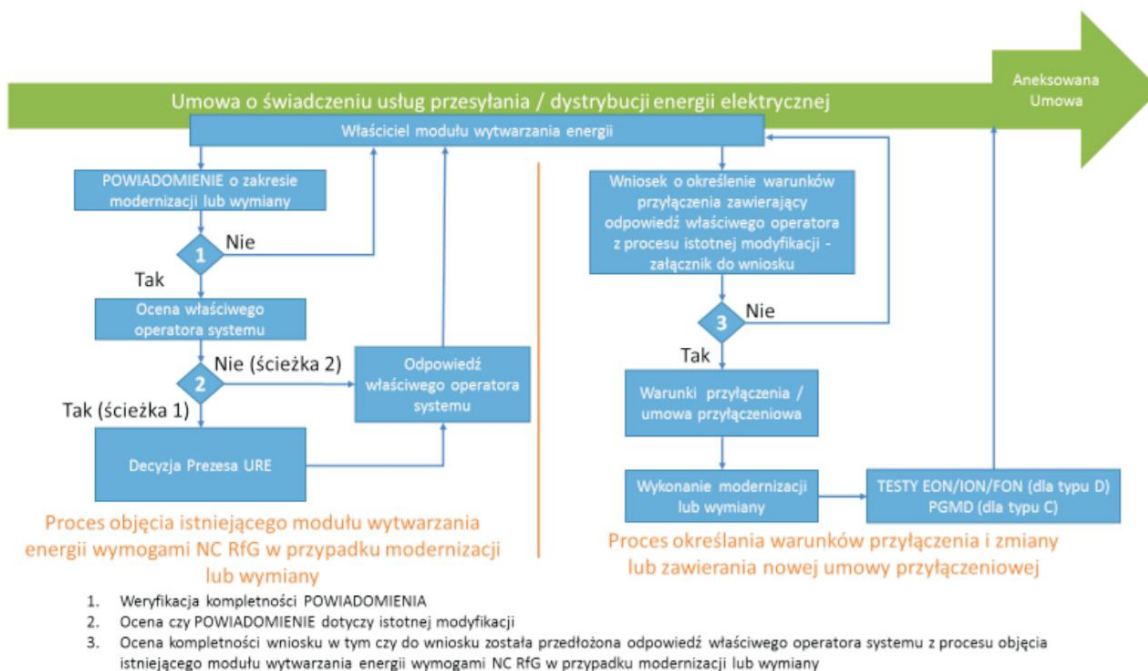 Aneksowana
Umowa
Umowa o świadczeniu usług przesyłania / dystrybucji energii elektrycznej
Właściciel modułu wytwarzania energii
POWIADOMIENIE o zakresie
modernizacji lub wymiany
1
Nie
Tak
Ocena właściwego
operatora systemu
2
Nie (ścieżka 2)
Tak (ścieżka 1)
Odpowiedź
właściwego operatora
systemu
Decyzja Prezesa URE
Proces objęcia istniejącego modułu wytwarzania
energii wymogami NC RfG w przypadku modernizacji
lub wymiany
Wniosek o określenie warunków
przyłączenia zawierający
odpowiedź właściwego operatora
z procesu istotnej modyfikacji -
załącznik do wniosku
3
Nie
Tak
Warunki przyłączenia /
umowa przyłączeniowa
Wykonanie modernizacji
lub wymiany
TESTY EON/ION/FON (dla typu D)
PGMD (dla typu C)
Proces określania warunków przyłączenia i zmiany
lub zawierania nowej umowy przyłączeniowej
1. Weryfikacja kompletności POWIADOMIENIA
2. Ocena czy POWIADOMIENIE dotyczy istotnej modyfikacji
3. Ocena kompletności wniosku w tym czy do wniosku została przedłożona odpowiedź właściwego operatora systemu z procesu objęcia
istniejącego modułu wytwarzania energii wymogami NC RfG w przypadku modernizacji lub wymiany